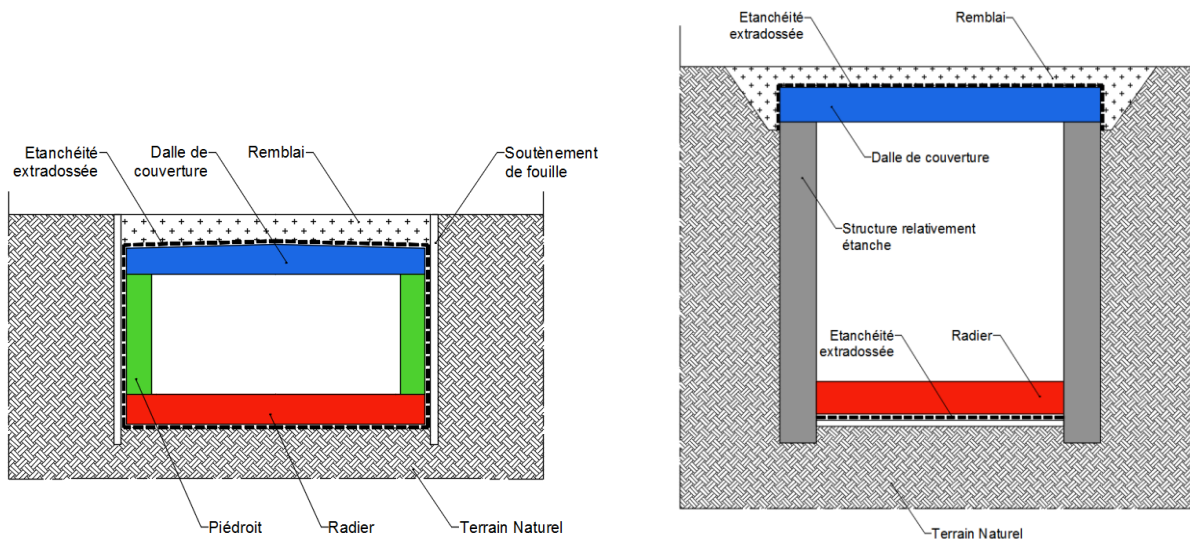 Etanchéité
extradossée
Dalle de
couverture
Remblai
Soutènement
de fouille
Piédroit
Radier
Terrain Naturel
Etanchéité
extradossée
Remblai
Dalle de couverture
Structure relativement
étanche
Etanchéité
extradossée
Radier
Terrain Naturel